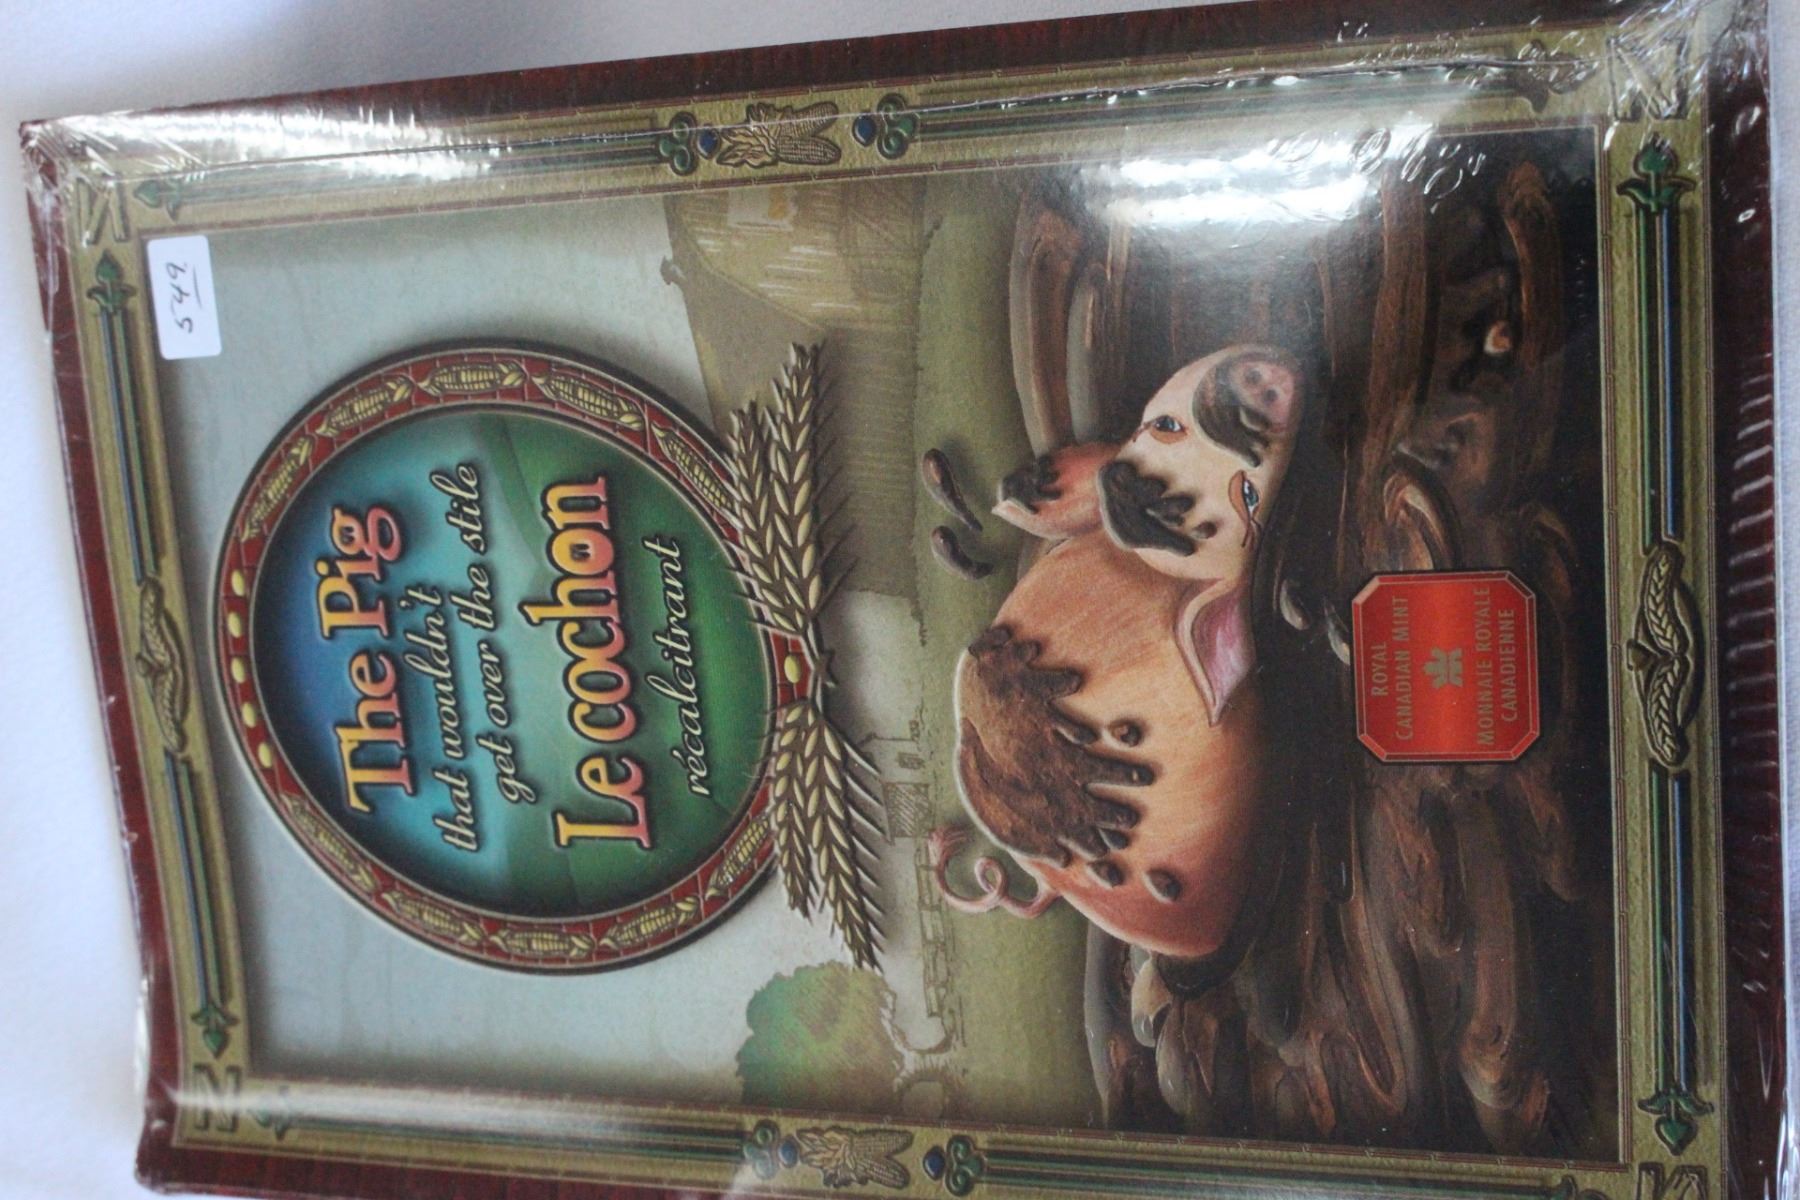 The Pig
that wouldn't
get over the stile
Le cochon
récalcitrant
ROYAL
CANADIAN MINT
MONNAIE ROYALE
CANADIENNE
549